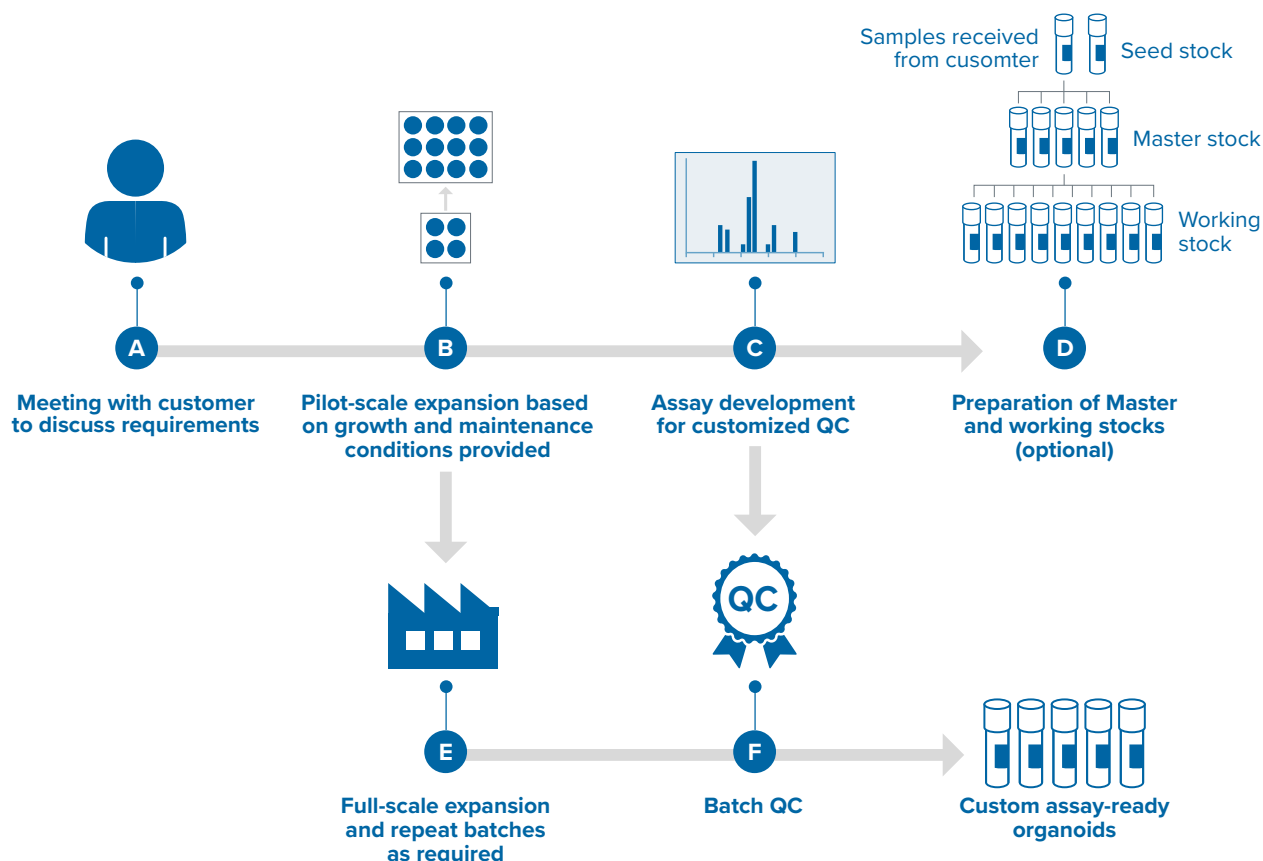 Samples received
from cusomter
Seed stock
Master stock
Working
stock
A
B
C
D
Meeting with customer
to discuss requirements
Pilot-scale expansion based
on growth and maintenance
conditions provided
Assay development
for customized QC
Preparation of Master
and working stocks
(optional)
QC
E
F
Full-scale expansion
and repeat batches
as required
Batch QC
Custom assay-ready
organoids